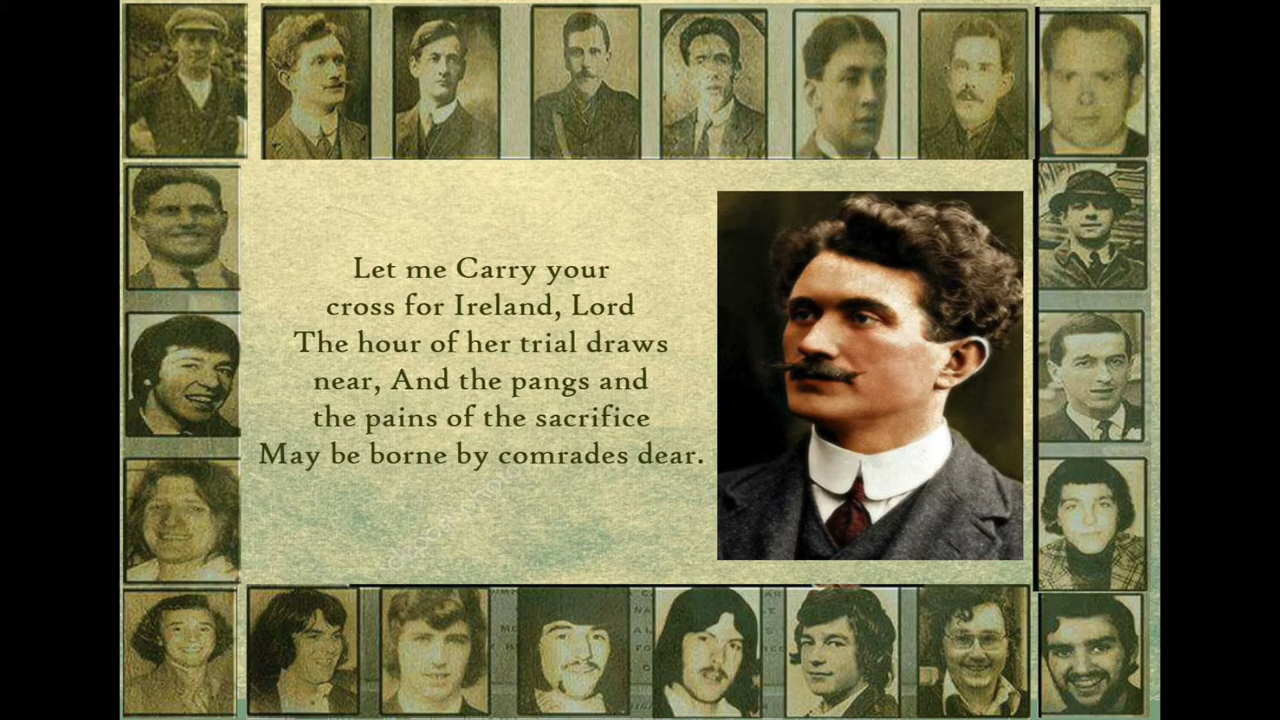 Let me Carry your
cross for Ireland, Lord
The hour of her trial draws
near, And the pangs and
the pains of the sacrifice
May be borne by comrades dear.